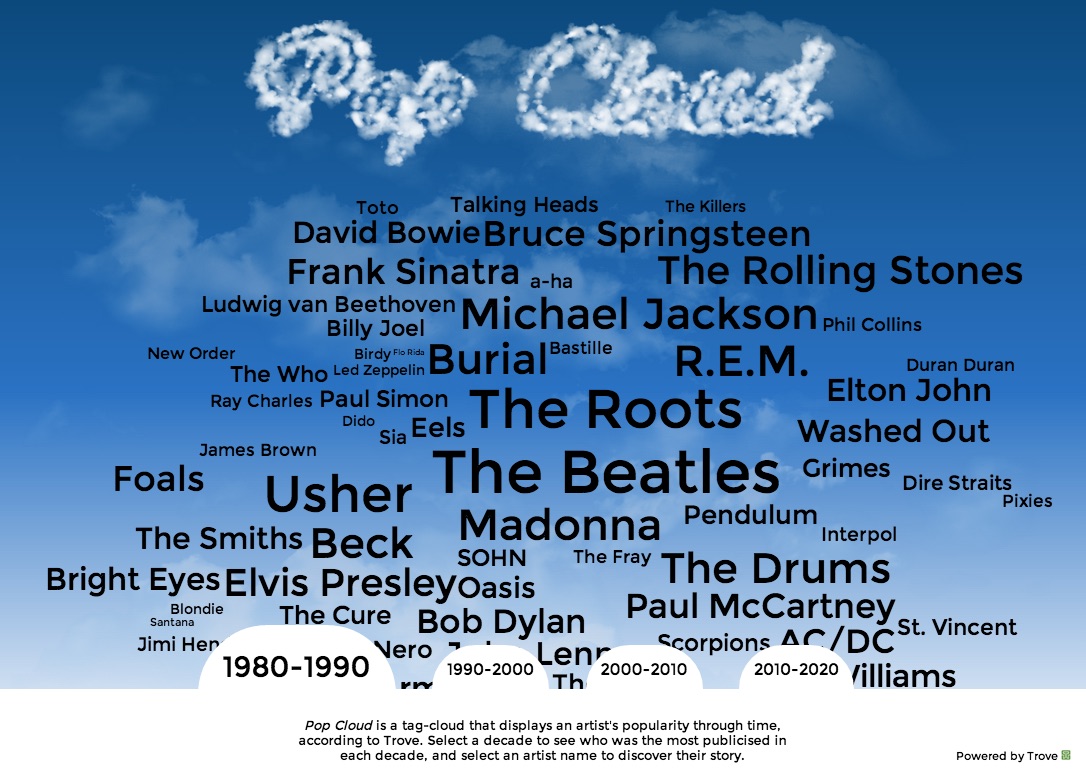 Pop Cloud
Toto Talking Heads The Killers
David Bowie Bruce Springsteen
Frank Sinatra a-ha The Rolling Stones
Ludwig van Beethoven Michael Jackson Phil Collins
Billy Joel
New Order Birdy Flo Rida Burial Bastille R.E.M. Duran Duran
The Who Led Zeppelin Elton John
Ray Charles Paul Simon The Roots
Dido Sia Eels Washed Out
James Brown The Beatles Grimes
Foals Usher Dire Straits
Pixies
Madonna Pendulum
The Smiths Beck Interpol
SOHN The Fray The Drums
Bright Eyes Elvis Presley Oasis
Blondie The Cure Bob Dylan Paul McCartney
Santana St. Vincent
Jimi Hen Nero Lenn Scorpions AC/DC
1980-1990 1990-2000 2000-2010 2010-2020
rm Th Villiams
Pop Cloud is a tag-cloud that displays an artist's popularity through time,
according to Trove. Select a decade to see who was the most publicised in
each decade, and select an artist name to discover their story.
Powered by Trove